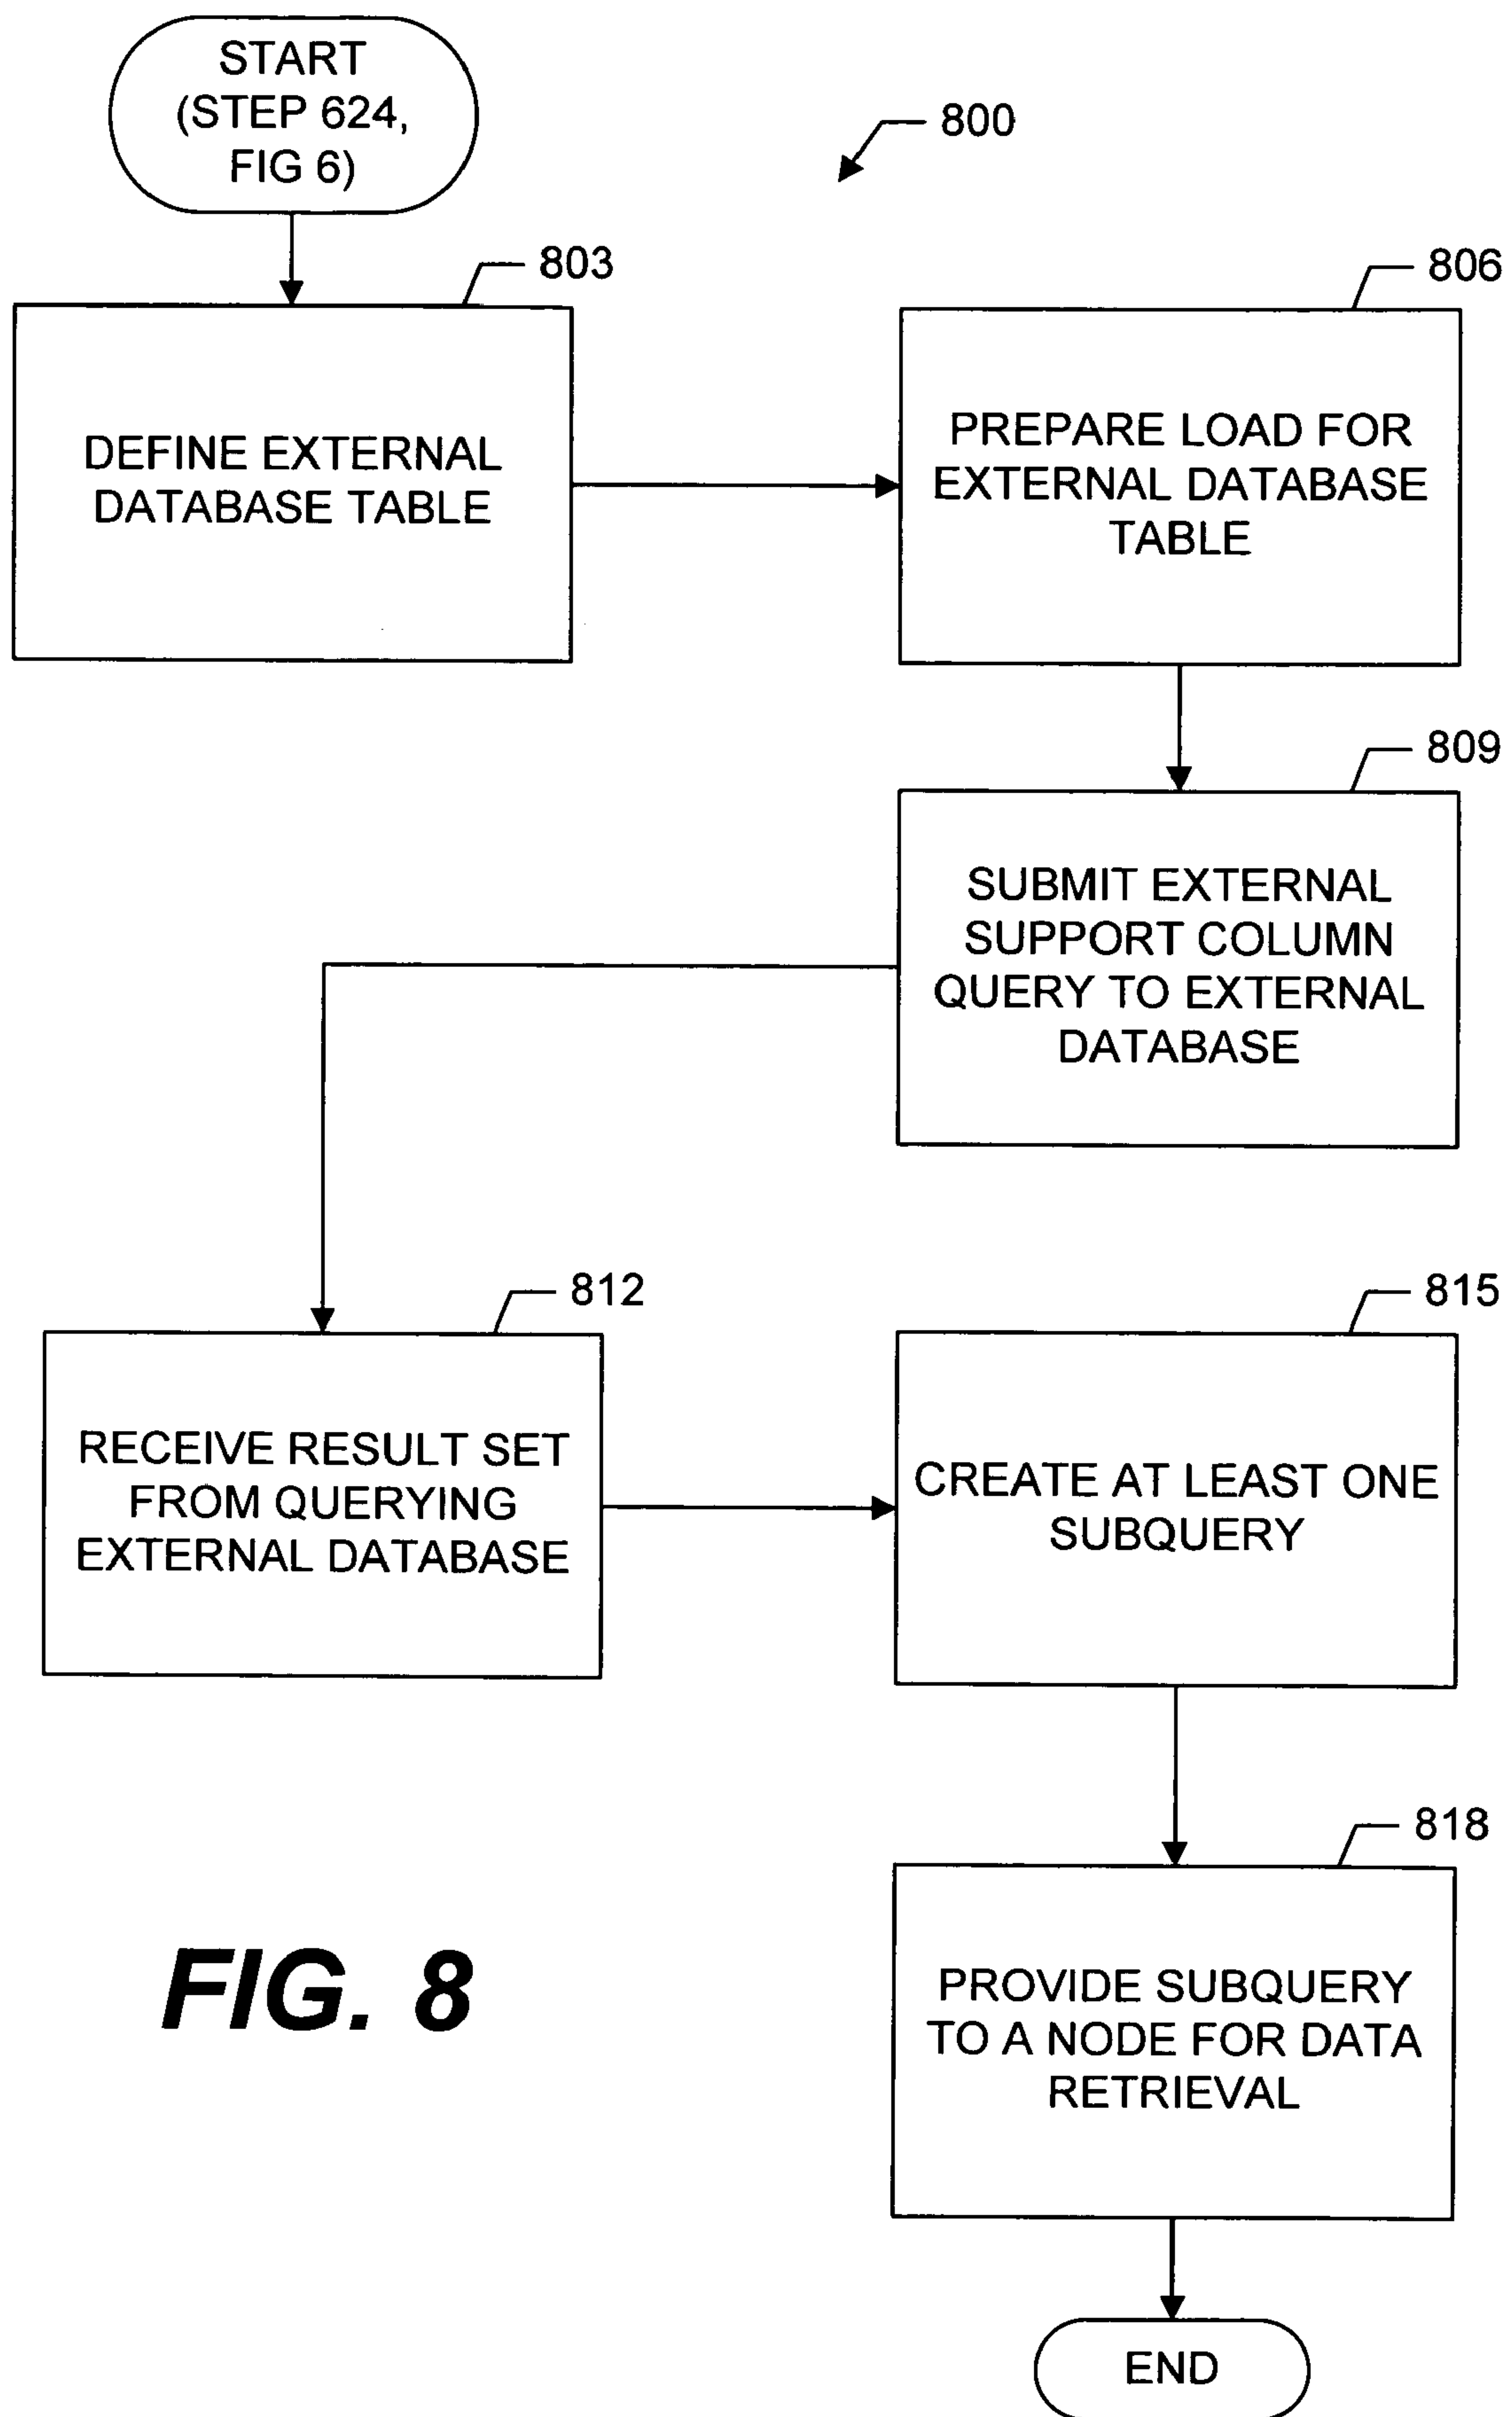 START
(STEP 624,
FIG 6)
800
803
DEFINE EXTERNAL
DATABASE TABLE
806
PREPARE LOAD FOR
EXTERNAL DATABASE
TABLE
809
SUBMIT EXTERNAL
SUPPORT COLUMN
QUERY TO EXTERNAL
DATABASE
812
RECEIVE RESULT SET
FROM QUERYING
EXTERNAL DATABASE
815
CREATE AT LEAST ONE
SUBQUERY
818
PROVIDE SUBQUERY
TO A NODE FOR DATA
RETRIEVAL
END
FIG. 8